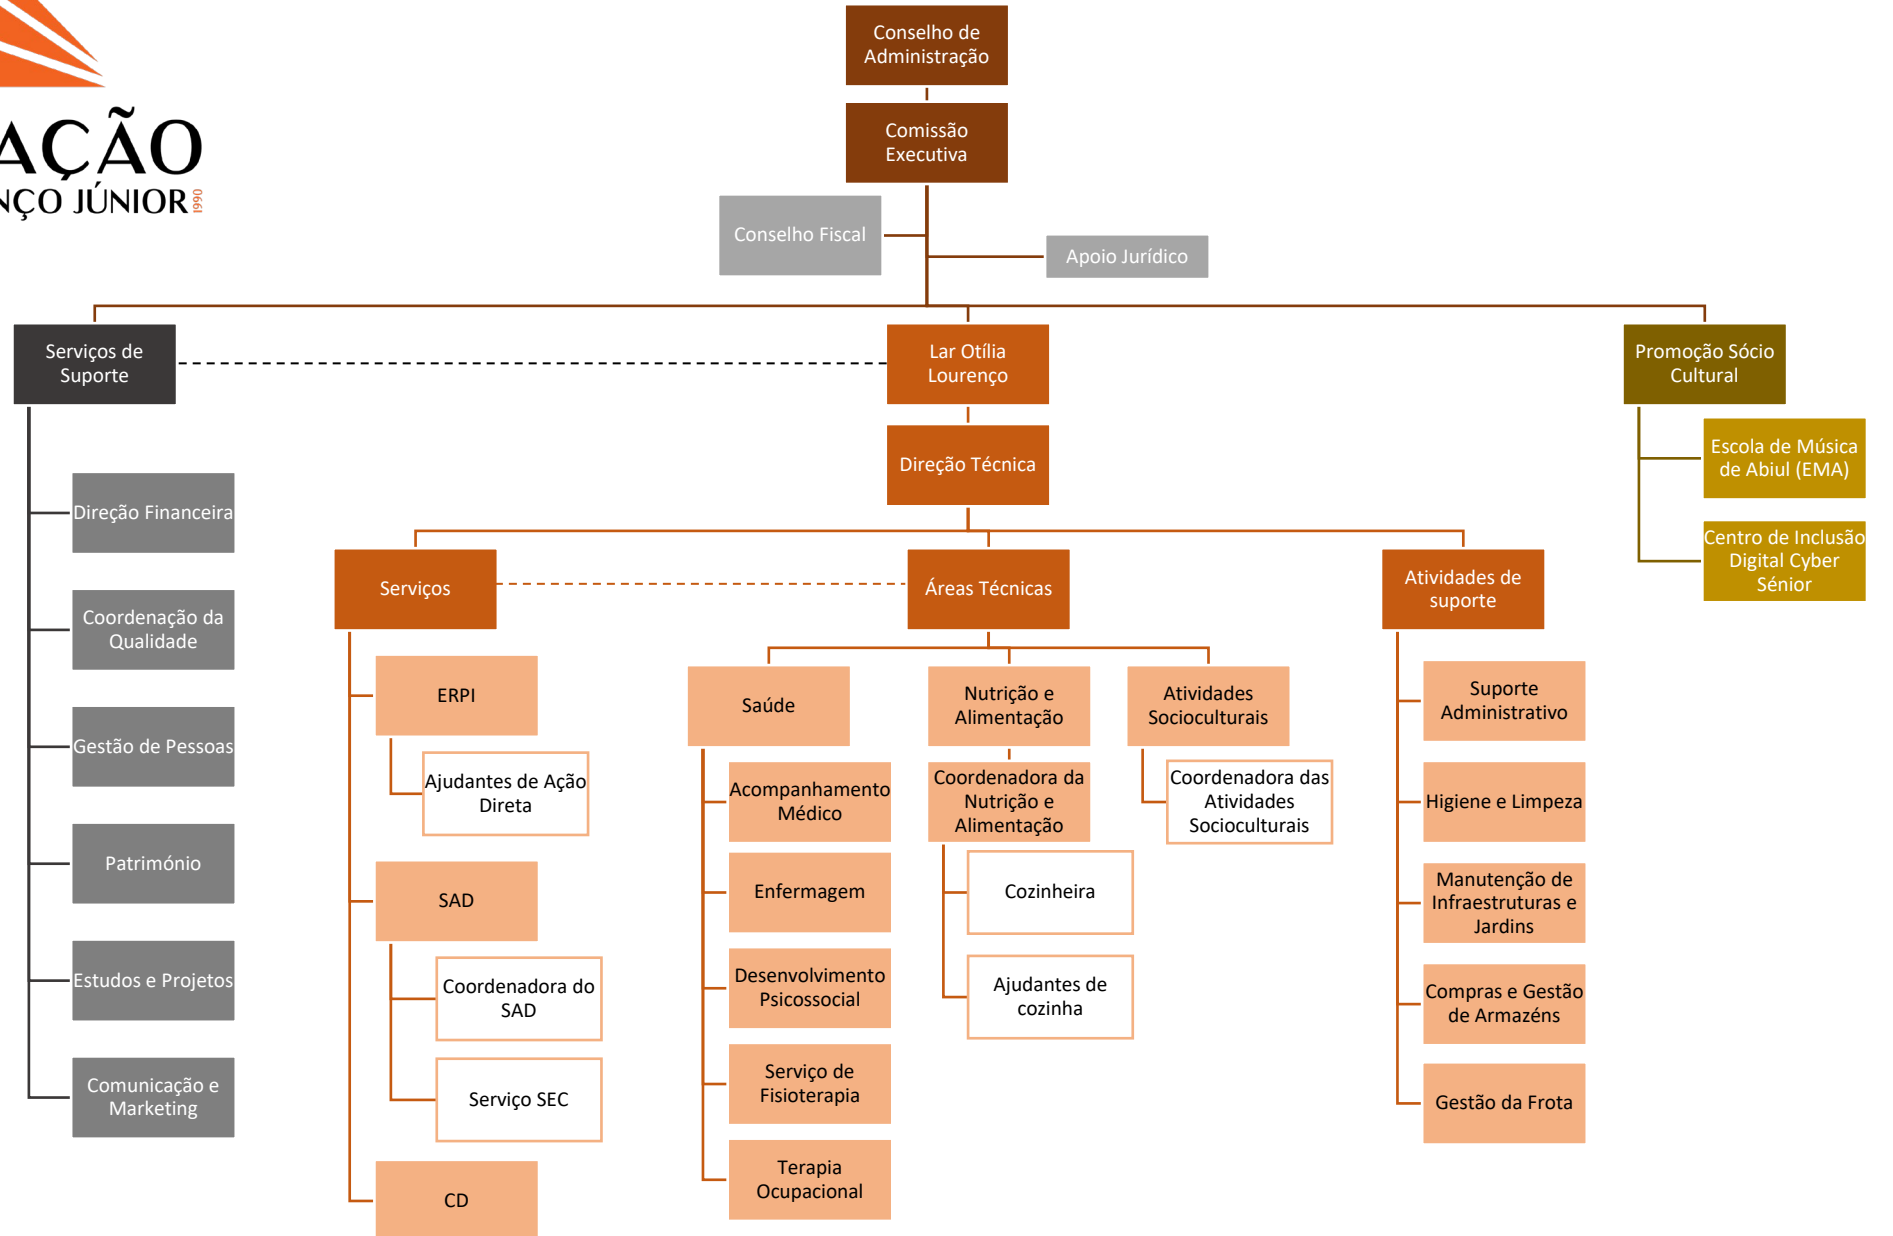 AÇÃO
NÇO JÚNIOR 1990
Conselho de
Administração
Comissão
Executiva
Conselho Fiscal
Apoio Jurídico
Serviços de
Suporte
Lar Otília
Lourenço
Promoção Sócio
Cultural
Direção Financeira
Coordenação da
Qualidade
Gestão de Pessoas
Património
Estudos e Projetos
Comunicação e
Marketing
Direção Técnica
Serviços
Áreas Técnicas
Atividades de
suporte
ERPI
Ajudantes de Ação
Direta
SAD
Coordenadora do
SAD
Serviço SEC
CD
Saúde
Acompanhamento
Médico
Enfermagem
Desenvolvimento
Psicossocial
Serviço de
Fisioterapia
Terapia
Ocupacional
Nutrição e
Alimentação
Coordenadora da
Nutrição e
Alimentação
Cozinheira
Ajudantes de
cozinha
Atividades
Socioculturais
Coordenadora das
Atividades
Socioculturais
Suporte
Administrativo
Higiene e Limpeza
Manutenção de
Infraestruturas e
Jardins
Compras e Gestão
de Armazéns
Gestão da Frota
Escola de Música
de Abiul (EMA)
Centro de Inclusão
Digital Cyber
Sénior